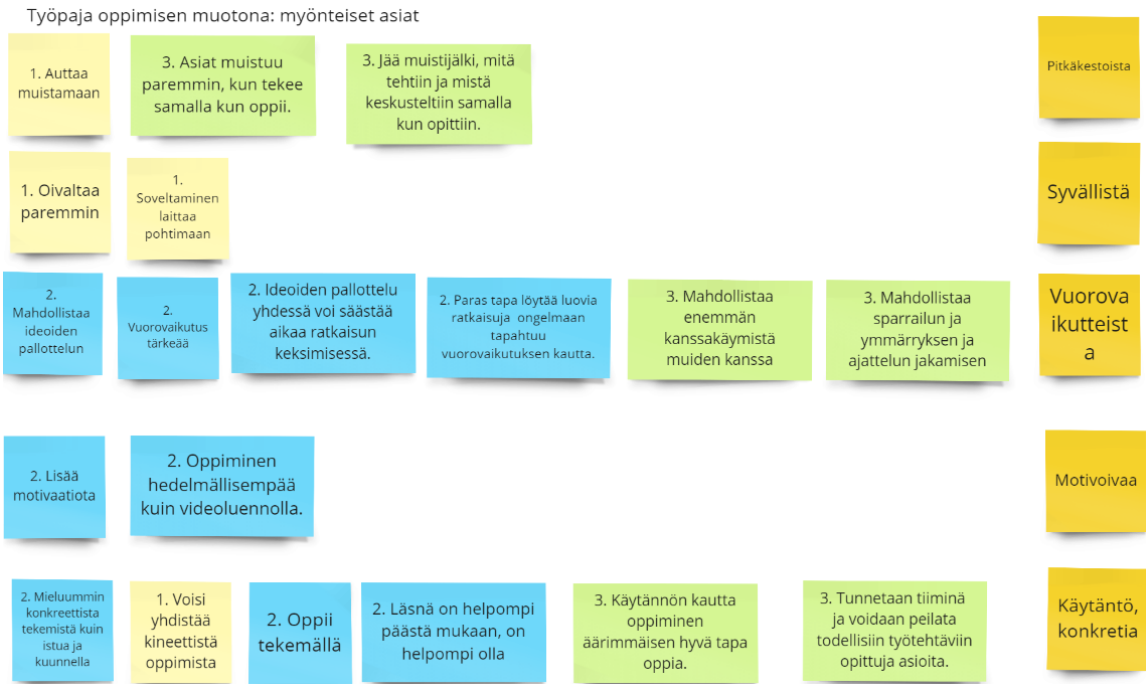 Työpaja oppimisen muotona: myönteiset asiat
1. Auttaa
muistamaan
3. Asiat muistuu
paremmin, kun tekee
samalla kun oppii.
3. Jää muistijälki, mitä
tehtiin ja mistä
keskusteltiin samalla
kun opittiin.
Pitkäkestoista
1. Oivaltaa
paremmin
1.
Soveltaminen
laittaa
pohtimaan
Syvällistä
2.
Mahdollistaa
ideoiden
pallottelun
2.
Vuorovaikutus
tärkeää
2. Ideoiden pallottelu
yhdessä voi säästää
aikaa ratkaisun
keksimisessä.
2. Paras tapa löytää luovia
ratkaisuja ongelmaan
tapahtuu
vuorovaikutuksen kautta.
3. Mahdollistaa
enemmän
kanssakäymistä
muiden kanssa
3. Mahdollistaa
sparrailun ja
ymmärryksen ja
ajattelun jakamisen
Vuorova
ikutteist
a
2. Lisää
motivaatiota
2. Oppiminen
hedelmällisempää
kuin videoluennolla.
Motivoivaa
2. Mieluummin
konkreettista
tekemistä kuin
istua ja
kuunnella
1. Voisi
yhdistää
kineettistä
oppimista
2. Oppii
tekemällä
2. Läsnä on helpompi
päästä mukaan, on
helpompi olla
3. Käytännön kautta
oppiminen
äärimmäisen hyvä tapa
oppia.
3. Tunnetaan tiiminä
ja voidaan peilata
todellisiin työtehtäviin
opittuja asioita.
Käytäntö,
konkretia